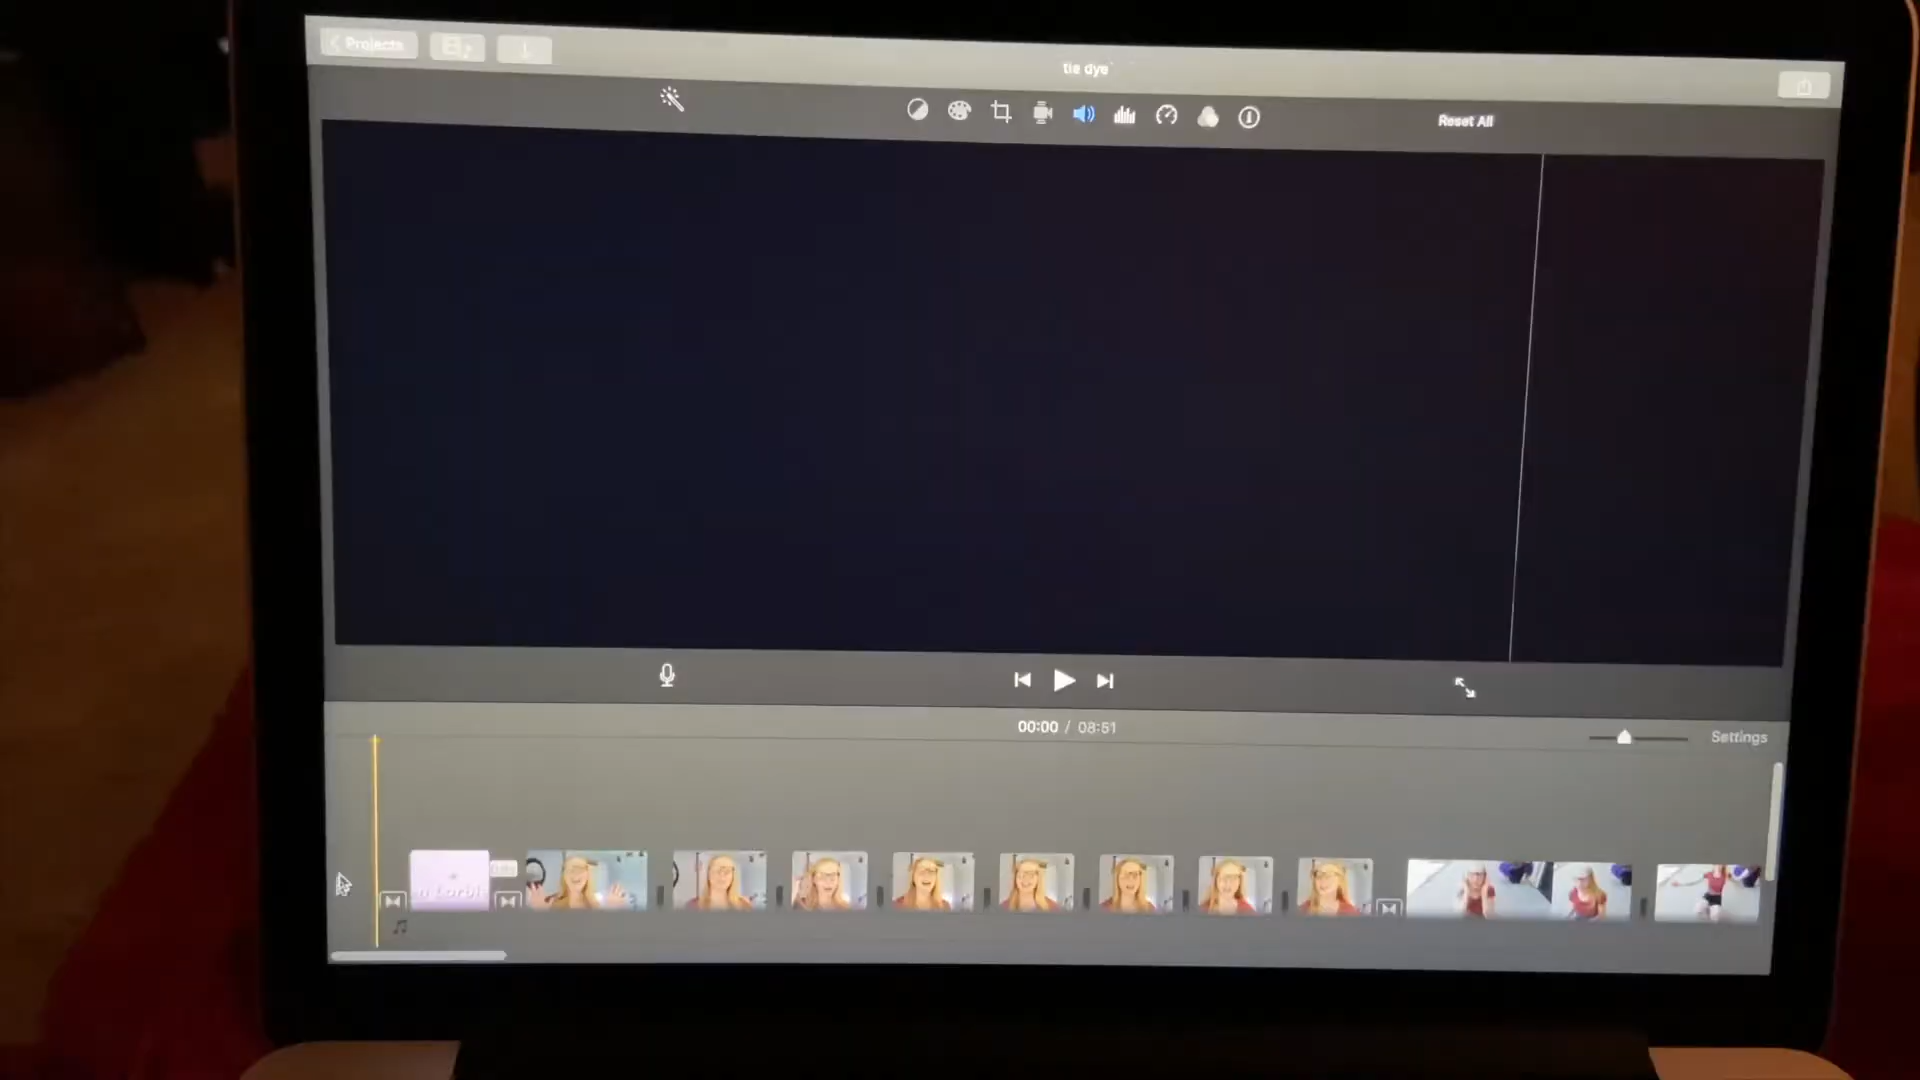 Projects
tie dye
Reset All
00:00 / 08:51
Settings